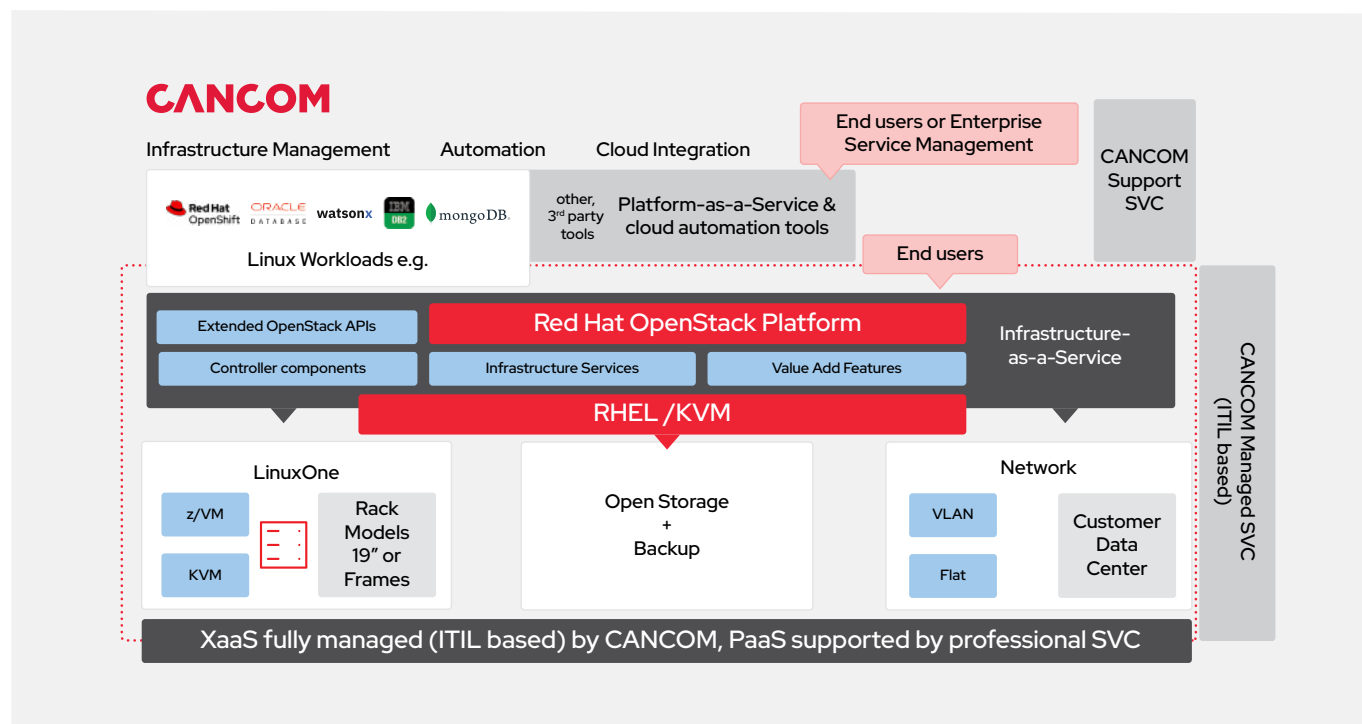 CANCOM
Infrastructure Management
Automation
Cloud Integration
End users or Enterprise
Service Management
CANCOM
Support
SVC
Red Hat
OpenShift
ORACLE
DATABASE
watsonx
IBM
DB2
mongoDB.
Linux Workloads e.g.
other,
3rd party
tools
Platform-as-a-Service &
cloud automation tools
End users
Extended OpenStack APIs
Red Hat OpenStack Platform
Infrastructure-
as-a-Service
Controller components
Infrastructure Services
Value Add Features
RHEL /KVM
CANCOM Managed SVC
(ITIL based)
LinuxOne
z/VM
KVM
Rack
Models
19” or
Frames
Open Storage
+
Backup
Network
VLAN
Flat
Customer
Data
Center
XaaS fully managed (ITIL based) by CANCOM, PaaS supported by professional SVC